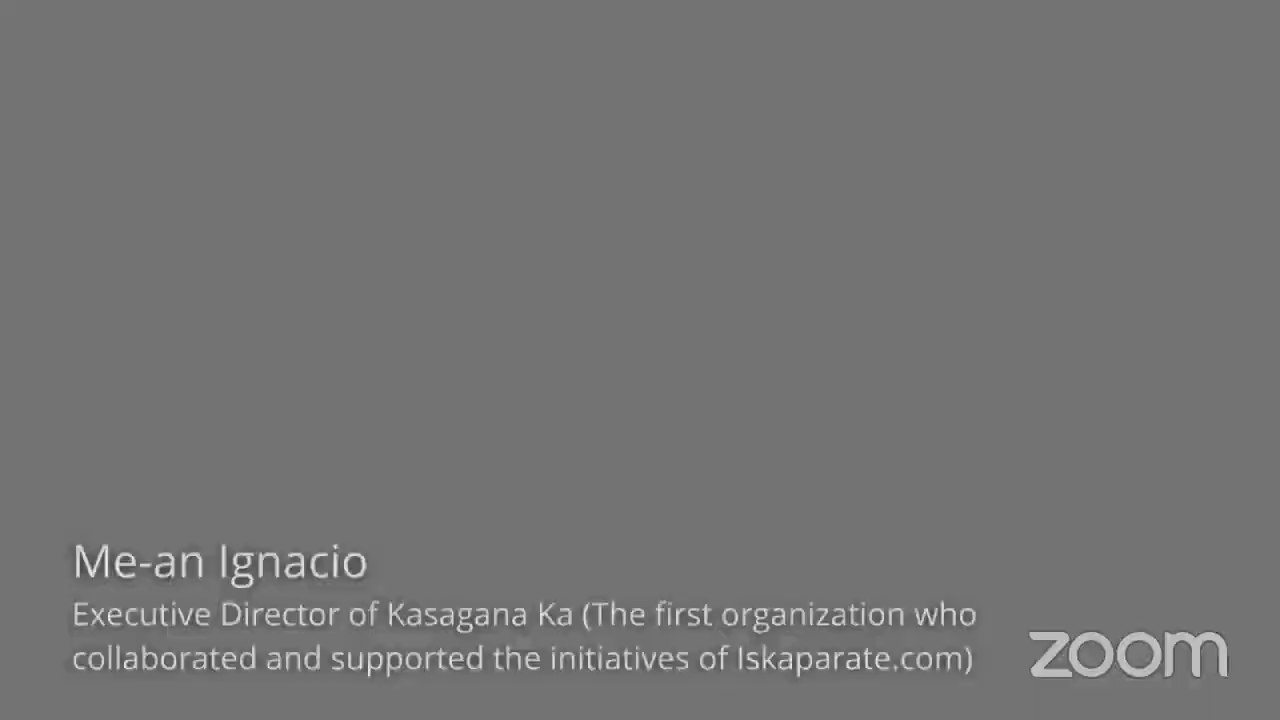 Me-an Ignacio
Executive Director of Kasagana Ka (The first organization who
collaborated and supported the initiatives of Iskaparate.com)
zoom